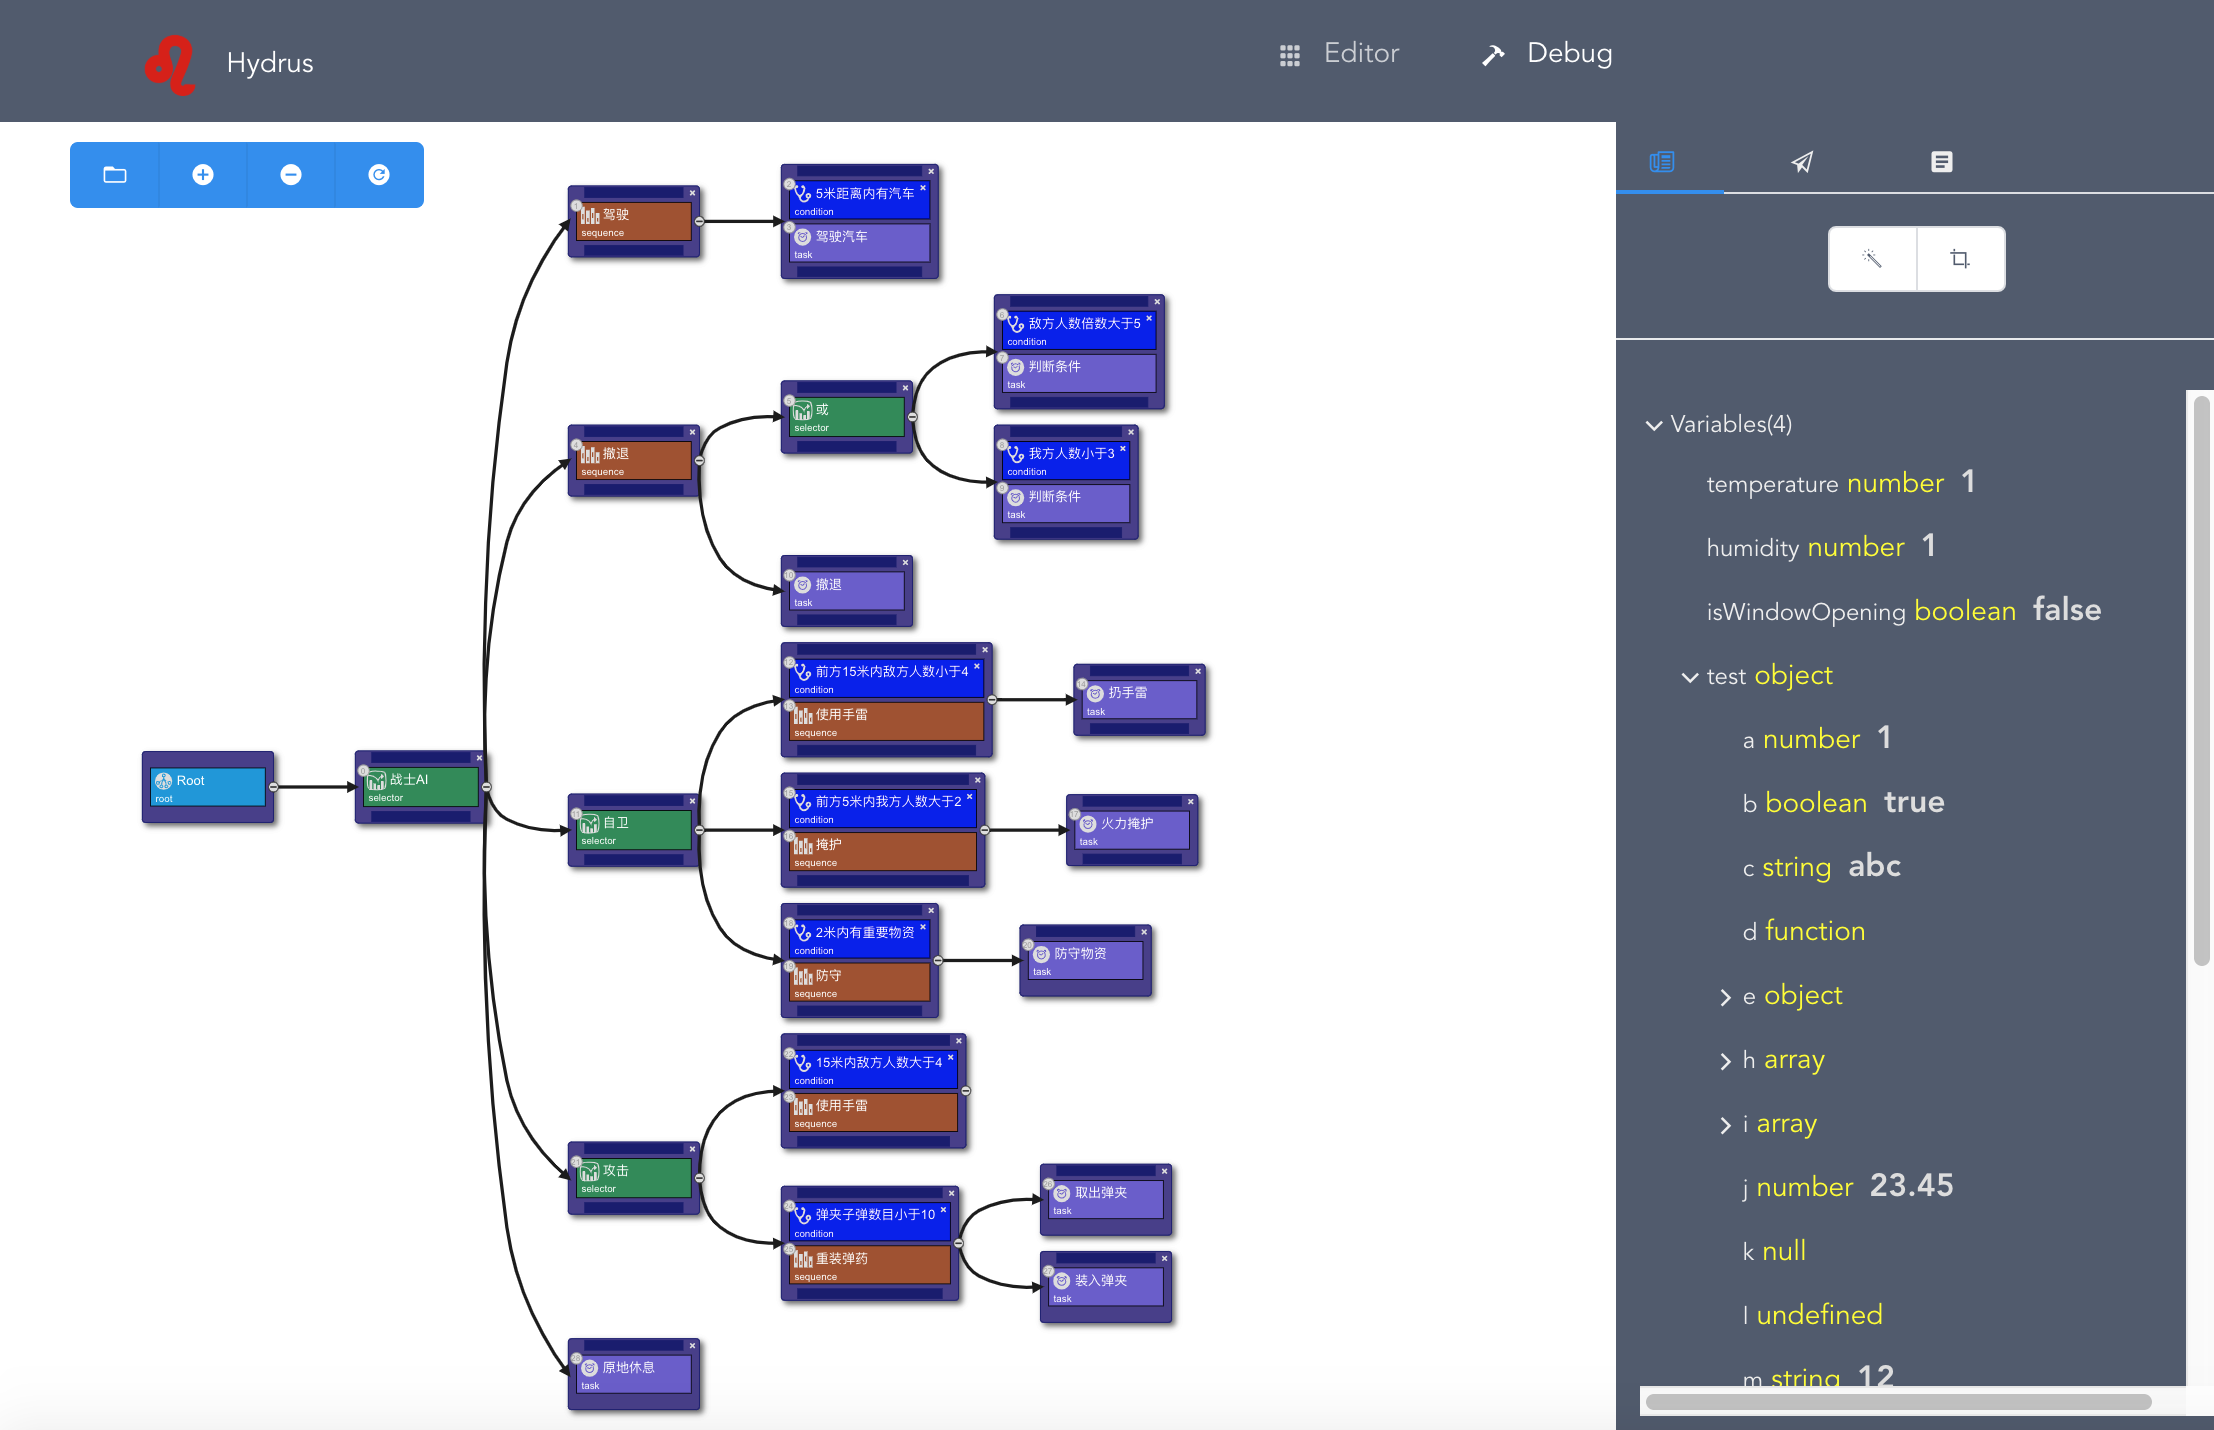 Hydrus
Editor
Debug
驾驶
sequence
5米距离内有汽车
condition
驾驶汽车
task
敌方人数倍数大于5
condition
判断条件
task
或
selector
撤退
sequence
我方人数小于3
condition
判断条件
task
撤退
task
前方15米内敌方人数小于4
condition
使用手雷
sequence
扔手雷
task
Root
root
战士AI
selector
自卫
selector
前方5米内我方人数大于2
condition
掩护
sequence
火力掩护
task
2米内有重要物资
condition
防守
sequence
防守物资
task
15米内敌方人数大于4
condition
使用手雷
sequence
攻击
selector
弹夹子弹数目小于10
condition
重装弹药
sequence
取出弹夹
task
装入弹夹
task
原地休息
task
Variables(4)
temperature number 1
humidity number 1
isWindowOpening boolean false
test object
a number 1
b boolean true
c string abc
d function
e object
h array
i array
j number 23.45
k null
l undefined
m string 12